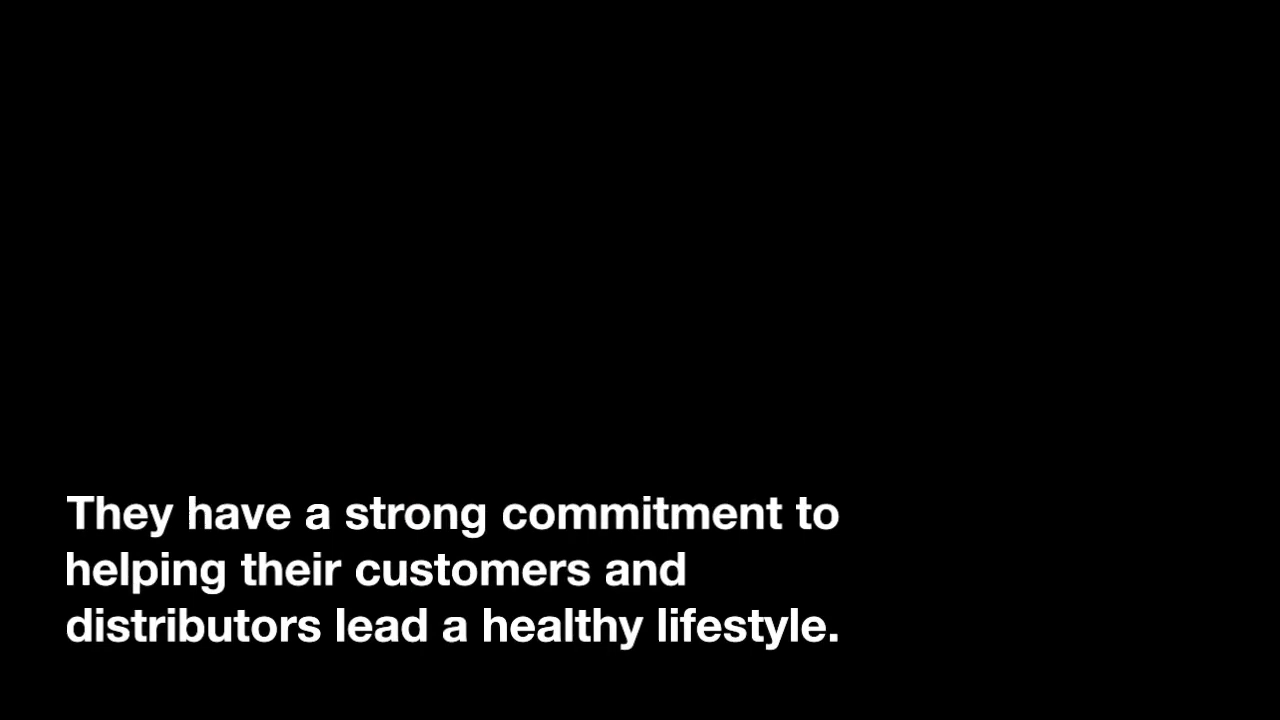 They have a strong commitment to
helping their customers and
distributors lead a healthy lifestyle.